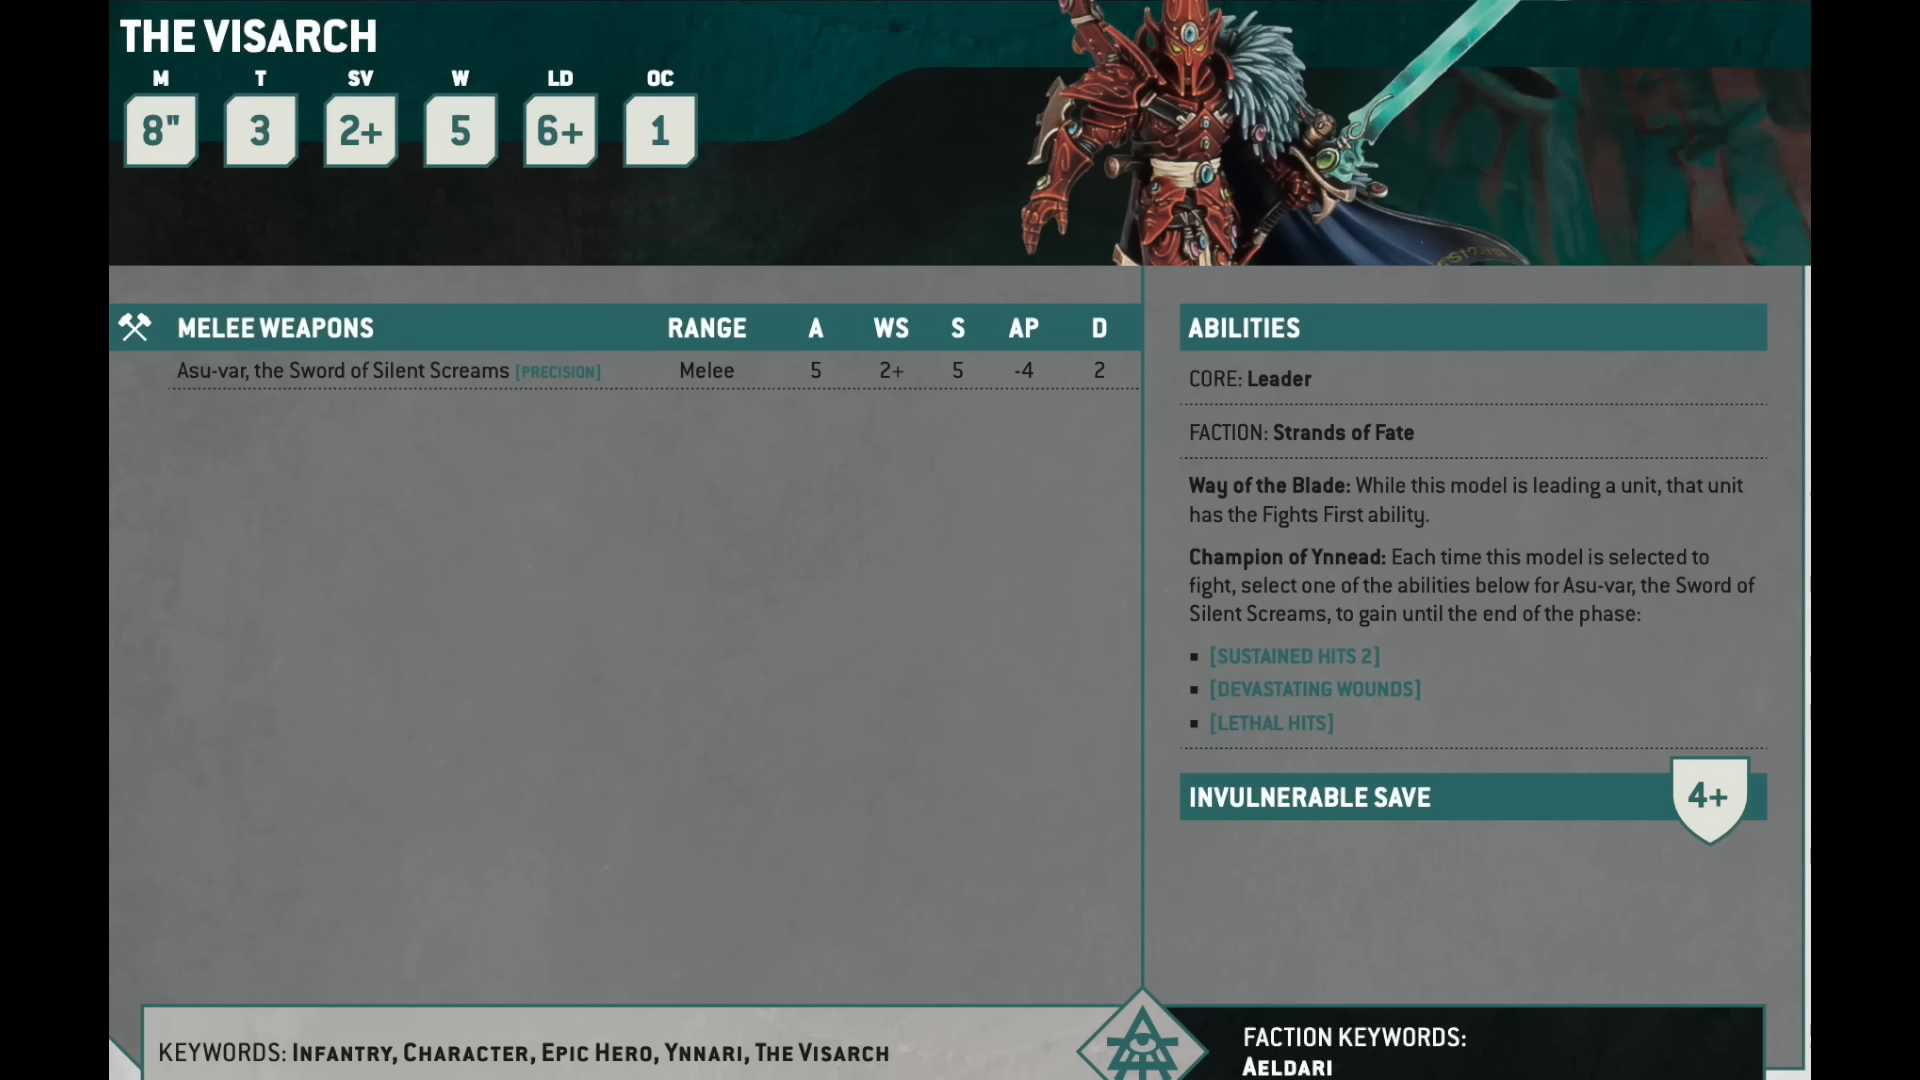 THE VISARCH
M T SV W LD OC
8" 3 2+ 5 6+ 1
MELEE WEAPONS RANGE A WS S AP D
Asu-var, the Sword of Silent Screams [PRECISION] Melee 5 2+ 5 -4 2
ABILITIES
CORE: Leader
FACTION: Strands of Fate
Way of the Blade: While this model is leading a unit, that unit
has the Fights First ability.
Champion of Ynnead: Each time this model is selected to
fight, select one of the abilities below for Asu-var, the Sword of
Silent Screams, to gain until the end of the phase:
▪ [SUSTAINED HITS 2]
▪ [DEVASTATING WOUNDS]
▪ [LETHAL HITS]
INVULNERABLE SAVE 4+
KEYWORDS: INFANTRY, CHARACTER, EPIC HERO, YNNARI, THE VISARCH
FACTION KEYWORDS:
AELDARI